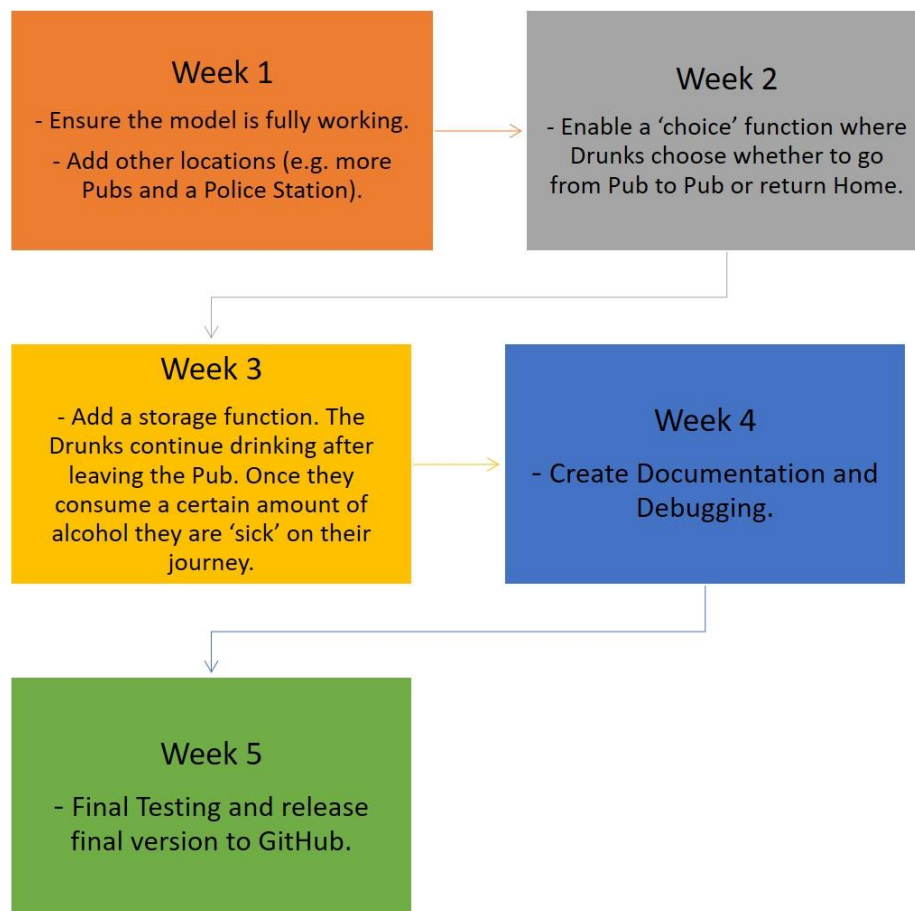 Week 1
- Ensure the model is fully working.
- Add other locations (e.g. more
Pubs and a Police Station).
Week 2
- Enable a ‘choice’ function where
Drunks choose whether to go
from Pub to Pub or return Home.
Week 3
- Add a storage function. The
Drunks continue drinking after
leaving the Pub. Once they
consume a certain amount of
alcohol they are ‘sick’ on their
journey.
Week 4
- Create Documentation and
Debugging.
Week 5
- Final Testing and release
final version to GitHub.